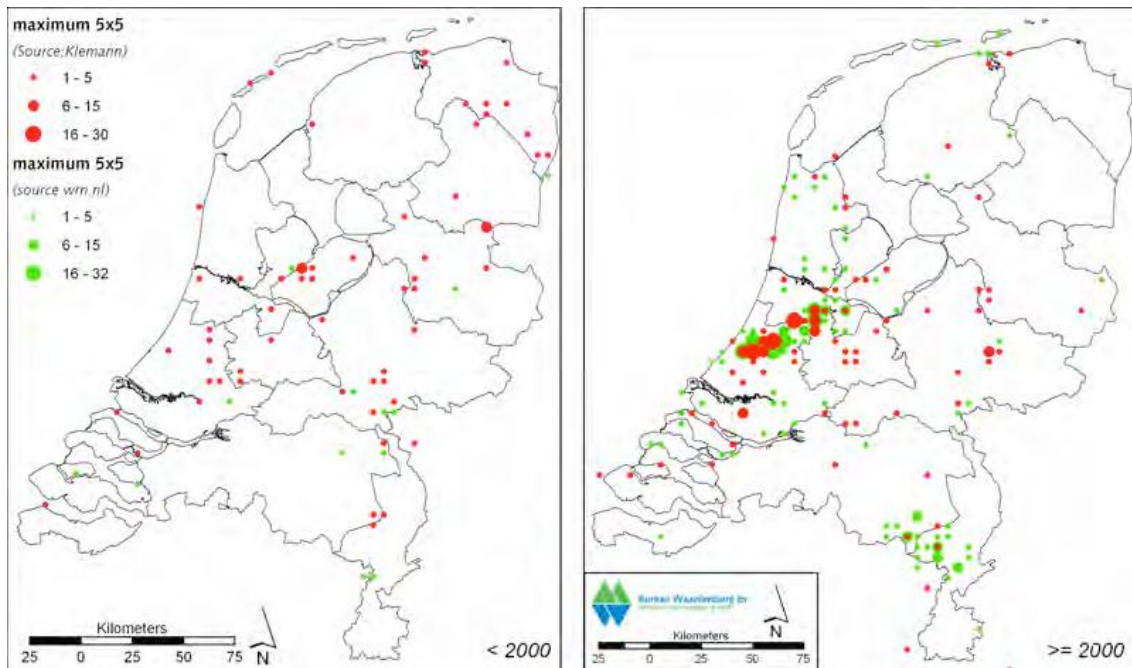 maximum 5x5
(Source:Klemann)
1 - 5
6 - 15
16 - 30
maximum 5x5
(source wrn.nl)
1 - 5
6 - 15
16 - 32
Kilometers
25 0 25 50 75
N
< 2000
Bureau Waardenburg bv
Kilometers
25 0 25 50 75
N
>= 2000